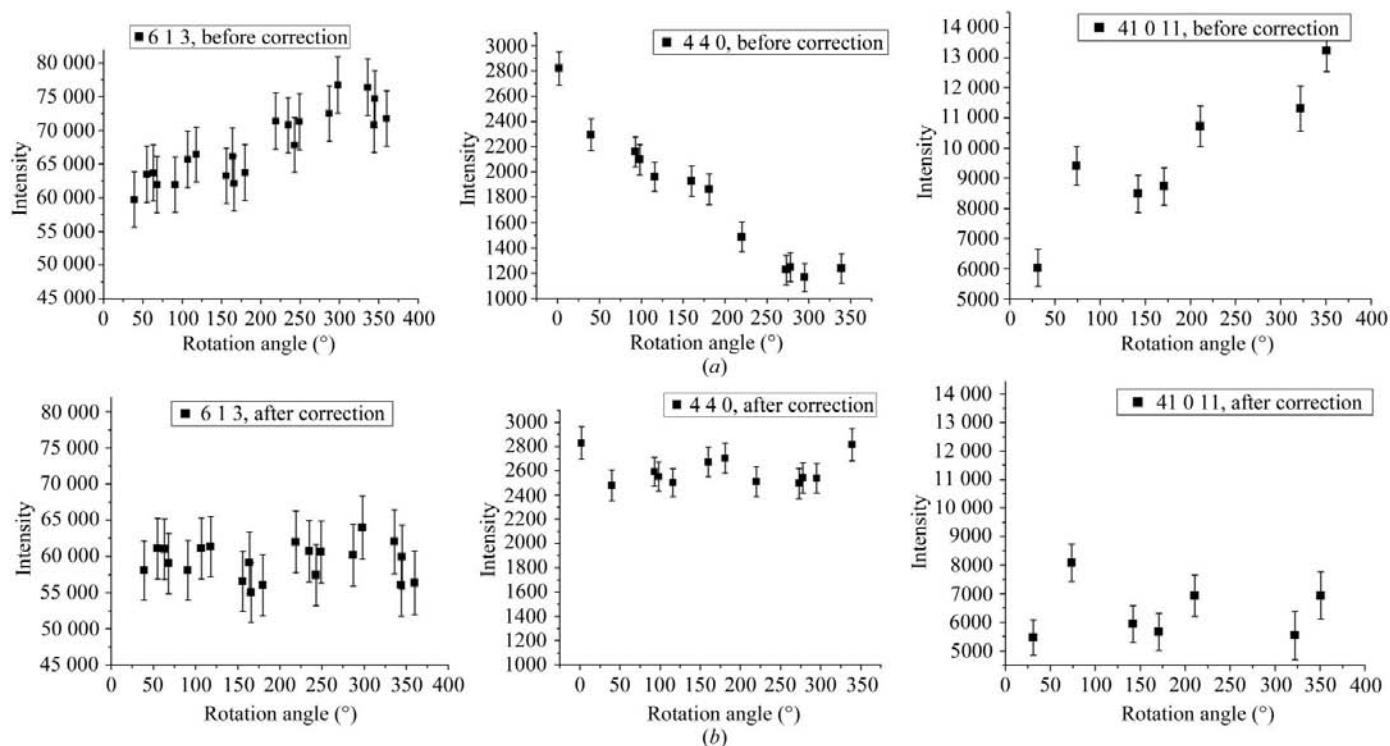 6 1 3, before correction
80 000
75 000
70 000
65 000
60 000
55 000
50 000
45 000
Intensity
0 50 100 150 200 250 300 350 400
Rotation angle (°)
4 4 0, before correction
3000
2800
2600
2400
2200
2000
1800
1600
1400
1200
1000
Intensity
0 50 100 150 200 250 300 350
Rotation angle (°)
41 0 11, before correction
14 000
13 000
12 000
11 000
10 000
9000
8000
7000
6000
5000
Intensity
0 50 100 150 200 250 300 350 400
Rotation angle (°)
(a)
6 1 3, after correction
80 000
75 000
70 000
65 000
60 000
55 000
50 000
45 000
Intensity
0 50 100 150 200 250 300 350 400
Rotation angle (°)
4 4 0, after correction
3000
2800
2600
2400
2200
2000
1800
1600
1400
1200
1000
Intensity
0 50 100 150 200 250 300 350
Rotation angle (°)
41 0 11, after correction
14 000
13 000
12 000
11 000
10 000
9000
8000
7000
6000
5000
Intensity
0 50 100 150 200 250 300 350 400
Rotation angle (°)
(b)